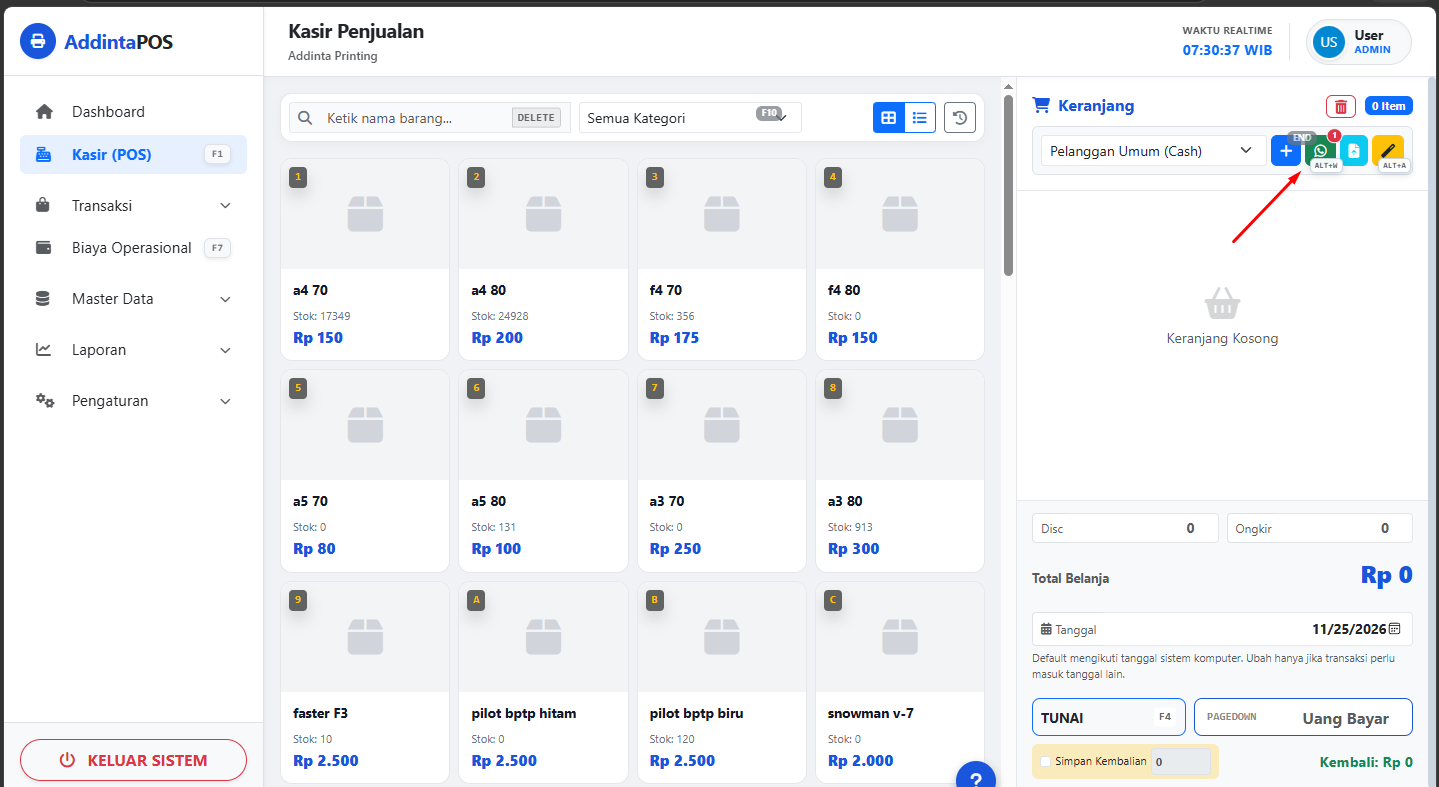 AddintaPOS
Dashboard
Kasir (POS) F1
Transaksi
Biaya Operasional F7
Master Data
Laporan
Pengaturan
KELUAR SISTEM
Kasir Penjualan
Addinta Printing
WAKTU REALTIME
07:30:37 WIB
US
User
ADMIN
Ketik nama barang... DELETE
Semua Kategori F10
1
a4 70
Stok: 17349
Rp 150
2
a4 80
Stok: 24928
Rp 200
3
f4 70
Stok: 356
Rp 175
4
f4 80
Stok: 0
Rp 150
5
a5 70
Stok: 0
Rp 80
6
a5 80
Stok: 131
Rp 100
7
a3 70
Stok: 0
Rp 250
8
a3 80
Stok: 913
Rp 300
9
faster F3
Stok: 10
Rp 2.500
A
pilot bptp hitam
Stok: 0
Rp 2.500
B
pilot bptp biru
Stok: 120
Rp 2.500
C
snowman v-7
Stok: 0
Rp 2.000
?
Keranjang
0 Item
Pelanggan Umum (Cash)
END
1
ALT+W
ALT+A
Keranjang Kosong
Disc 0
Ongkir 0
Total Belanja Rp 0
Tanggal 11/25/2026
Default mengikuti tanggal sistem komputer. Ubah hanya jika transaksi perlu
masuk tanggal lain.
TUNAI F4
PAGEDOWN Uang Bayar
Simpan Kembalian 0
Kembali: Rp 0